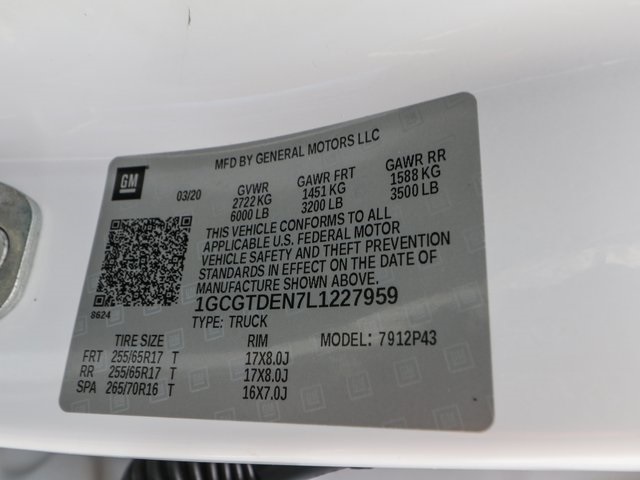 MFD BY GENERAL MOTORS LLC
GM
03/20
GVWR GAWR FRT GAWR RR
2722 KG 1451 KG 1588 KG
6000 LB 3200 LB 3500 LB
THIS VEHICLE CONFORMS TO ALL
APPLICABLE U.S. FEDERAL MOTOR
VEHICLE SAFETY AND THEFT PREVENTION
STANDARDS IN EFFECT ON THE DATE OF
MANUFACTURE SHOWN ABOVE.
8624
1GCGTDEN7L1227959
TYPE: TRUCK
TIRE SIZE RIM MODEL: 7912P43
FRT 255/65R17 T 17X8.0J
RR 255/65R17 T 17X8.0J
SPA 265/70R16 T 16X7.0J